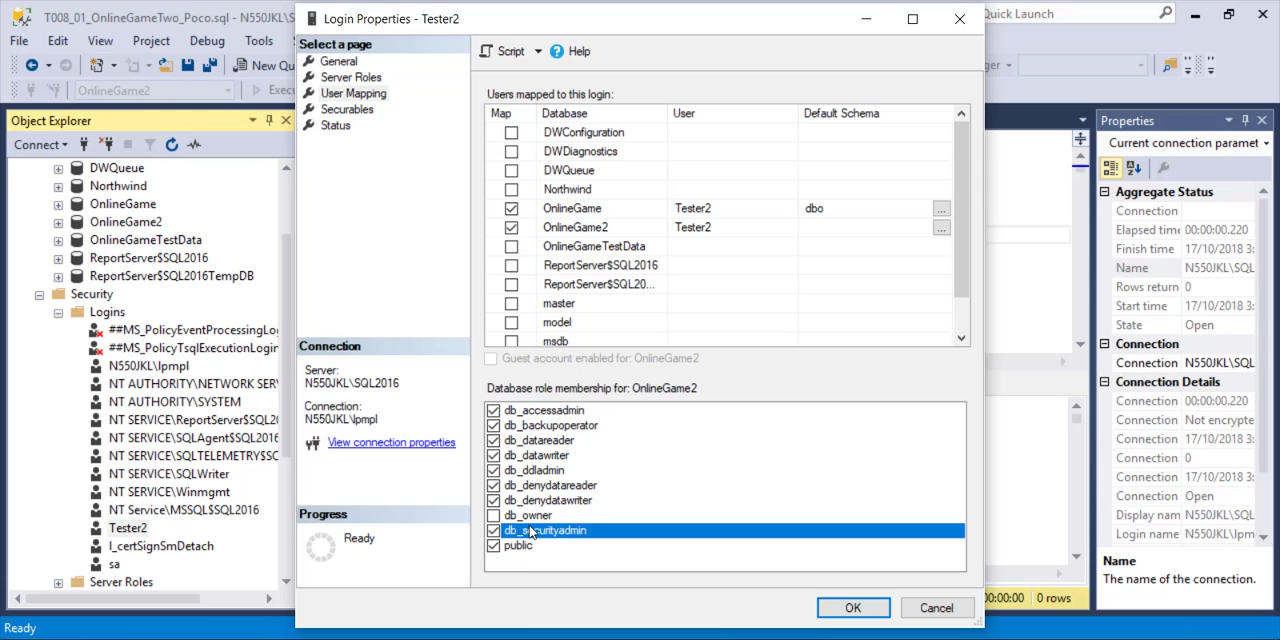 T008_01_OnlineGameTwo_Poco.sql - N550JKL\S
Quick Launch
File Edit View Project Debug Tools
New Qu
OnlineGame2
Execu
Object Explorer
Connect
DWQueue
Northwind
OnlineGame
OnlineGame2
OnlineGameTestData
ReportServer$SQL2016
ReportServer$SQL2016TempDB
Security
Logins
##MS_PolicyEventProcessingLo
##MS_PolicyTsqlExecutionLogin
N550JKL\lpmpl
NT AUTHORITY\NETWORK SER
NT AUTHORITY\SYSTEM
NT SERVICE\ReportServer$SQL2
NT SERVICE\SQLAgent$SQL2016
NT SERVICE\SQLTELEMETRY$SC
NT SERVICE\SQLWriter
NT SERVICE\Winmgmt
NT Service\MSSQL$SQL2016
Tester2
l_certSignSmDetach
sa
Server Roles
Ready
Login Properties - Tester2
Select a page
General
Server Roles
User Mapping
Securables
Status
Connection
Server:
N550JKL\SQL2016
Connection:
N550JKL\lpmpl
View connection properties
Progress
Ready
Script
Help
Users mapped to this login:
Map Database User Default Schema
DWConfiguration
DWDiagnostics
DWQueue
Northwind
OnlineGame Tester2 dbo ...
OnlineGame2 Tester2 ...
OnlineGameTestData
ReportServer$SQL2016
ReportServer$SQL20...
master
model
msdb
Guest account enabled for: OnlineGame2
Database role membership for: OnlineGame2
db_accessadmin
db_backupoperator
db_datareader
db_datawriter
db_ddladmin
db_denydatareader
db_denydatawriter
db_owner
db_securityadmin
public
OK Cancel
ger
Properties
Current connection paramet
Aggregate Status
Connection
Elapsed time 00:00:00.220
Finish time 17/10/2018 3:
Name N550JKL\SQL
Rows return 0
Start time 17/10/2018 3:
State Open
Connection
Connection N550JKL\SQL
Connection Details
Connection 00:00:00.220
Connection Not encrypte
Connection 17/10/2018 3:
Connection 0
Connection 17/10/2018 3:
Connection Open
Display nam N550JKL\SQL
Login name N550JKL\lpm
Name
The name of the connection.
00:00:00 0 rows